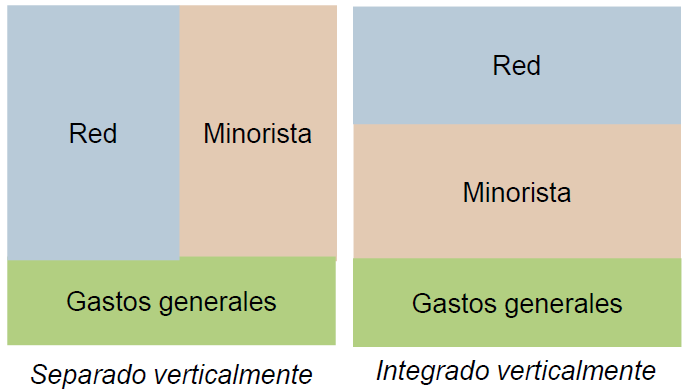 Red
Minorista
Gastos generales
Separado verticalmente
Red
Minorista
Gastos generales
Integrado verticalmente